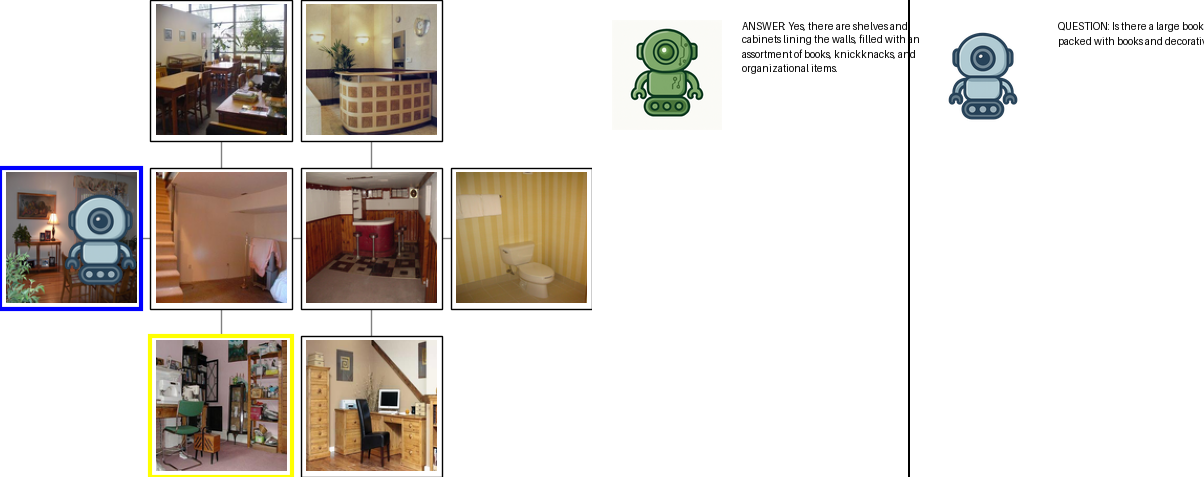 ANSWER: Yes, there are shelves and
cabinets lining the walls, filled with an
assortment of books, knickknacks, and
organizational items.
QUESTION: Is there a large book
packed with books and decorativ